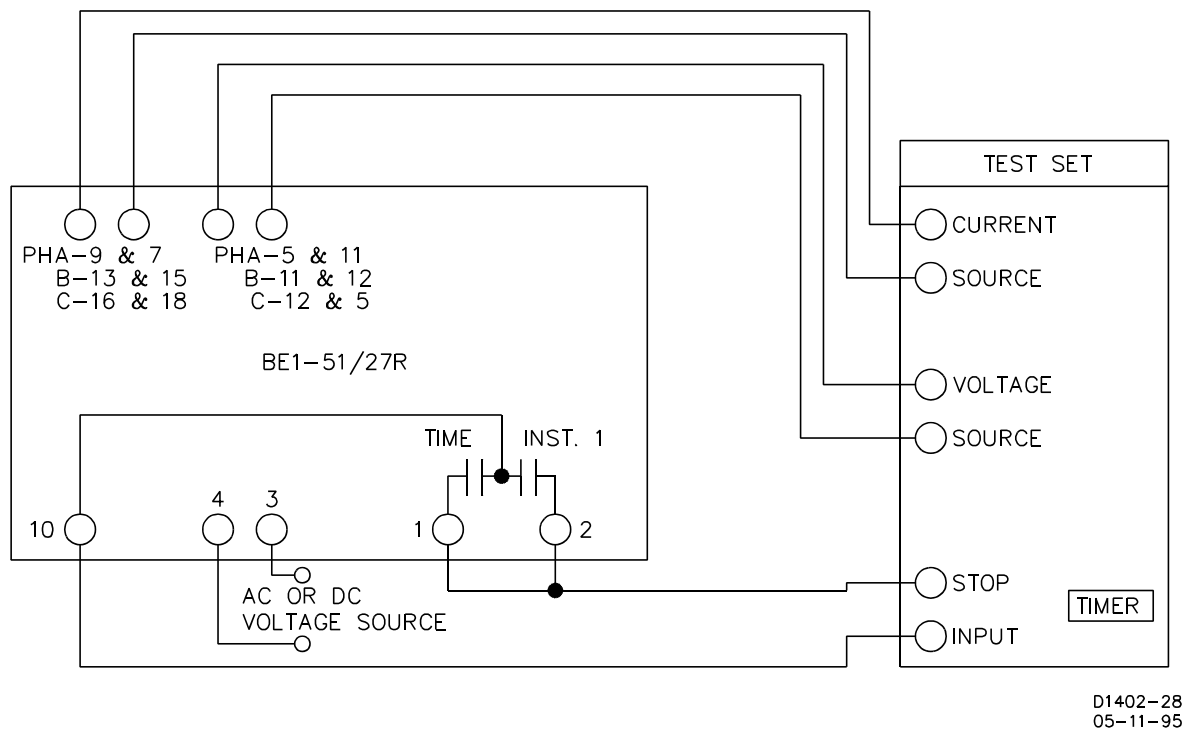 TEST SET
CURRENT
SOURCE
VOLTAGE
SOURCE
STOP
TIMER
INPUT
PHA-9 & 7
B-13 & 15
C-16 & 18
PHA-5 & 11
B-11 & 12
C-12 & 5
BE1-51/27R
TIME
INST. 1
10
4
3
1
2
AC OR DC
VOLTAGE SOURCE
D1402-28
05-11-95